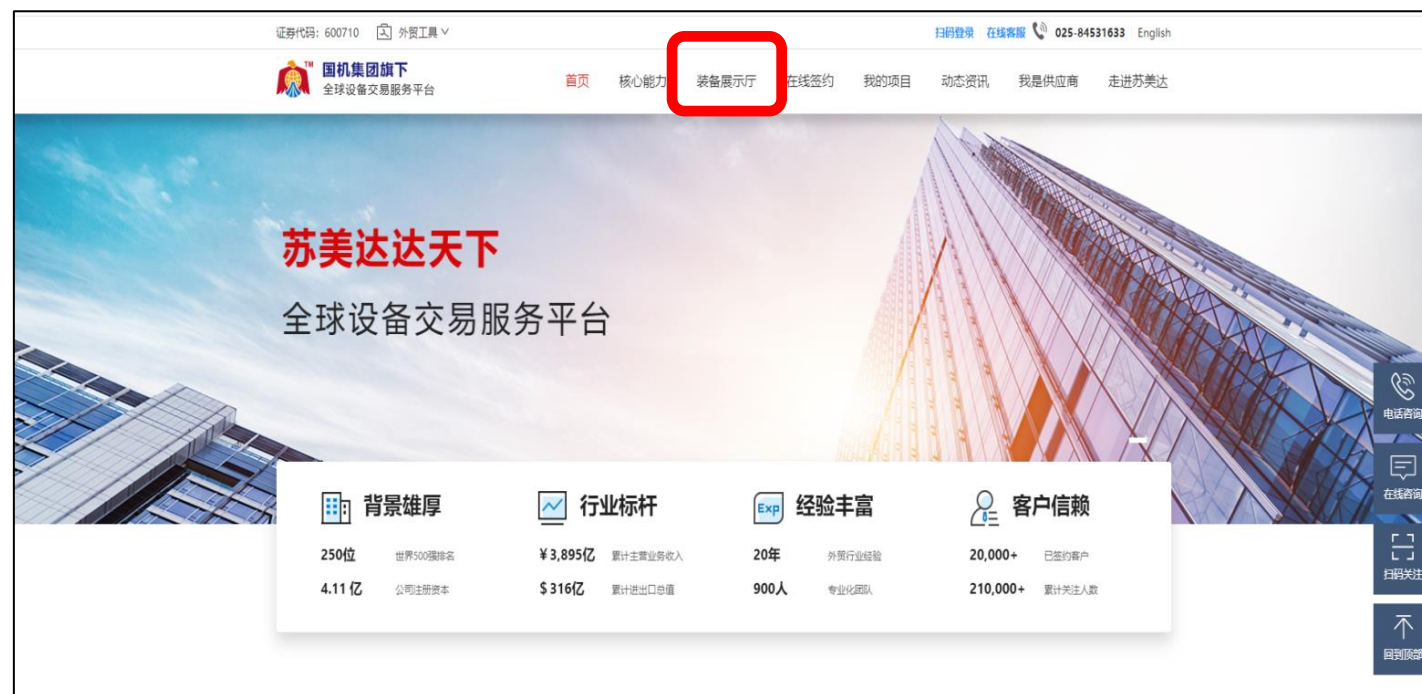 证券代码：600710 外贸工具 扫码登录 在线客服 025-84531633 English
TM
国机集团旗下
全球设备交易服务平台
首页 核心能力 装备展示厅 在线签约 我的项目 动态资讯 我是供应商 走进苏美达
苏美达达天下
全球设备交易服务平台
电话咨询
在线咨询
扫码关注
回到顶部
背景雄厚
250位 世界500强排名
4.11 亿 公司注册资本
行业标杆
¥ 3,895亿 累计主营业务收入
$ 316亿 累计进出口总值
Exp 经验丰富
20年 外贸行业经验
900人 专业化团队
客户信赖
20,000+ 已签约客户
210,000+ 累计关注人数